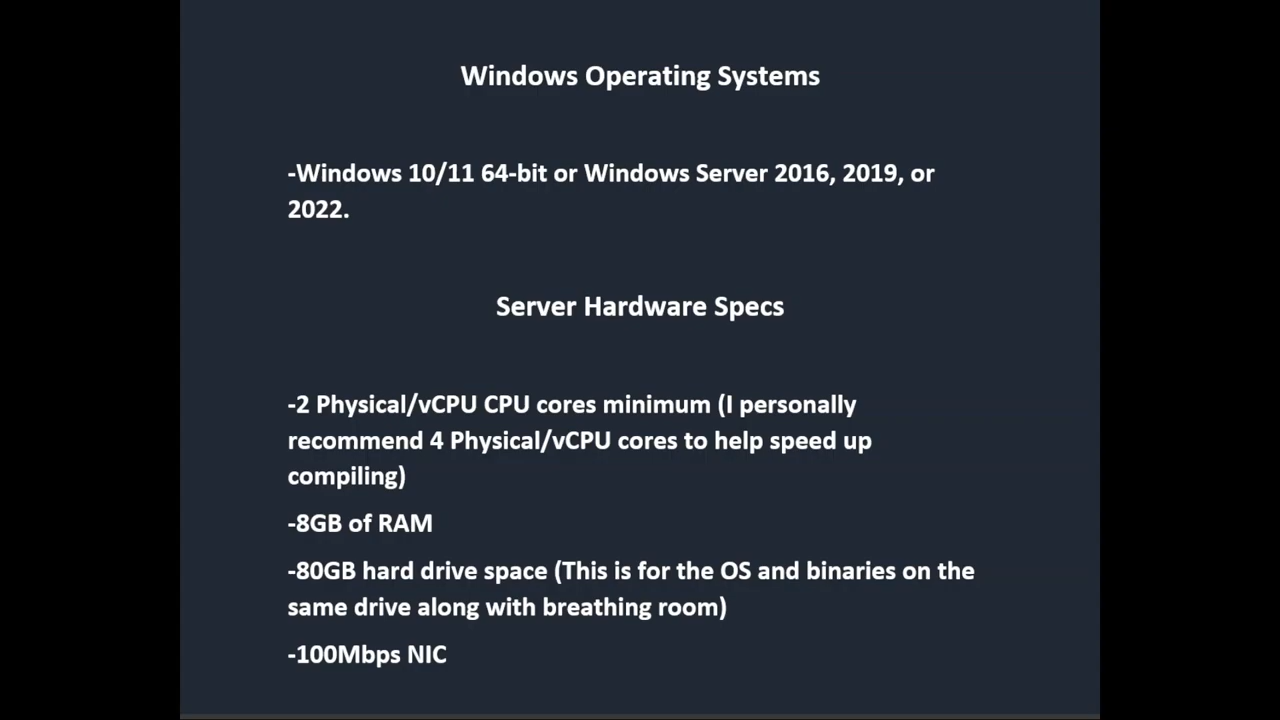 Windows Operating Systems
-Windows 10/11 64-bit or Windows Server 2016, 2019, or
2022.
Server Hardware Specs
-2 Physical/vCPU CPU cores minimum (I personally
recommend 4 Physical/vCPU cores to help speed up
compiling)
-8GB of RAM
-80GB hard drive space (This is for the OS and binaries on the
same drive along with breathing room)
-100Mbps NIC